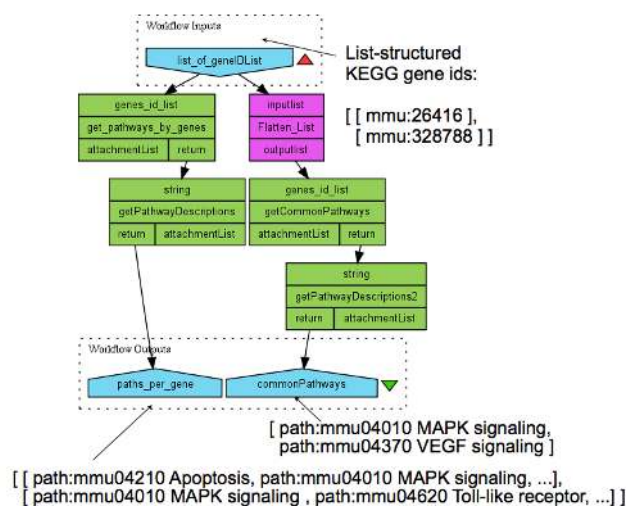 Workflow Inputs
list_of_geneIDList
List-structured
KEGG gene ids:
[ [ mmu:26416 ],
[ mmu:328788 ] ]
genes_id_list
get_pathways_by_genes
attachmentList return
inputlist
Flatten_List
outputlist
string
getPathwayDescriptions
return attachmentList
genes_id_list
getCommonPathways
attachmentList return
string
getPathwayDescriptions2
return attachmentList
Workflow Outputs
paths_per_gene
commonPathways
[ path:mmu04010 MAPK signaling,
path:mmu04370 VEGF signaling ]
[ [ path:mmu04210 Apoptosis, path:mmu04010 MAPK signaling, ...],
[ path:mmu04010 MAPK signaling , path:mmu04620 Toll-like receptor, ...] ]